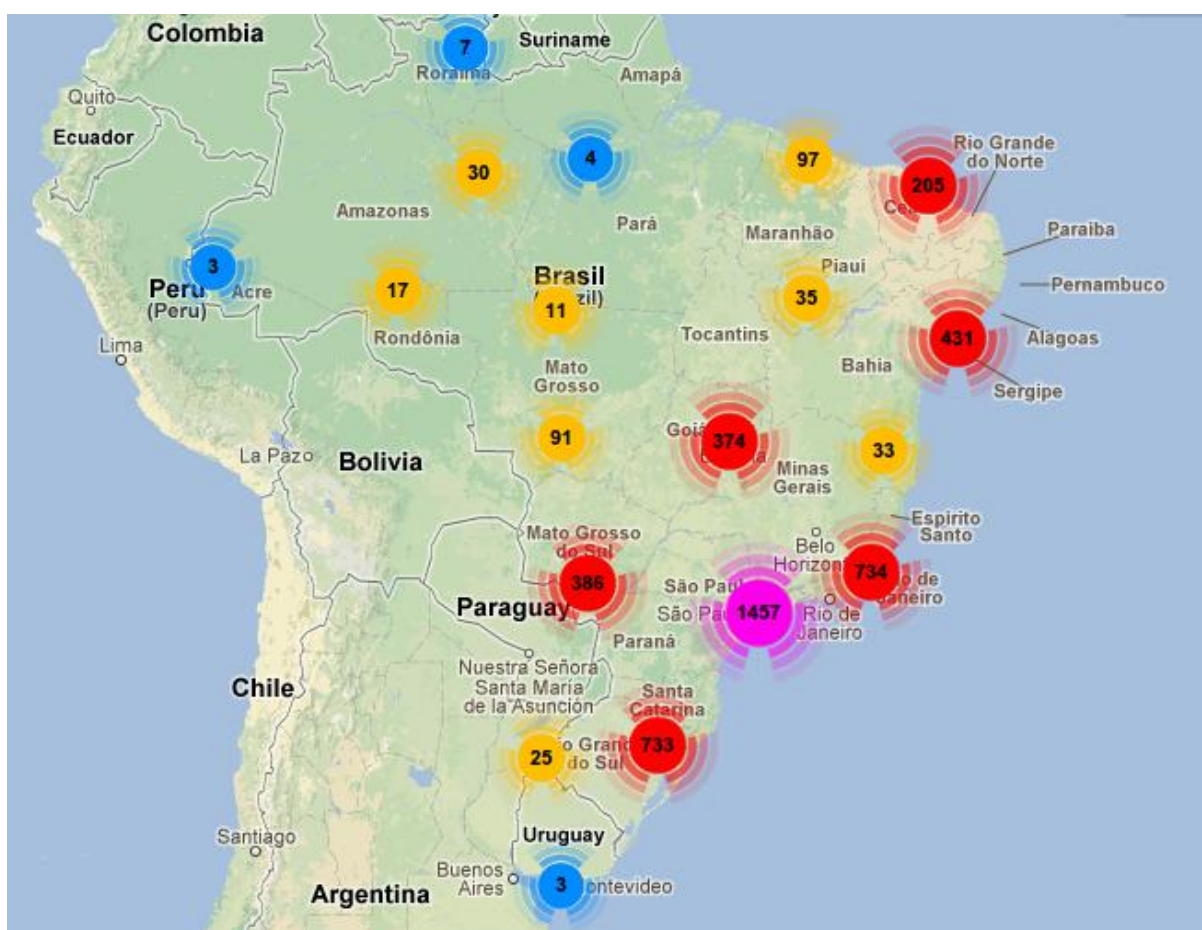 Colombia
7
Suriname
Roraima
Amapá
Quito
Ecuador
30
4
97
Rio Grande
do Norte
205
Amazonas
Pará
Maranhão
Paraiba
3
Peru
(Peru)
Acre
17
Brasil
11
Piaui
35
Pernambuco
Lima
Rondônia
Tocantins
431
Alagoas
Mato
Grosso
Bahia
Sergipe
91
374
33
La Paz
Bolivia
Minas
Gerais
Espirito
Santo
Mato Grosso
do Sul
Belo
386
734
São
São
1457
Paraguay
Rio de
Janeiro
Paraná
Nuestra Señora
Santa María
de la Asunción
Chile
Santa
Catarina
25
do Sul
733
Santiago
Uruguay
Buenos
Aires
3
Argentina